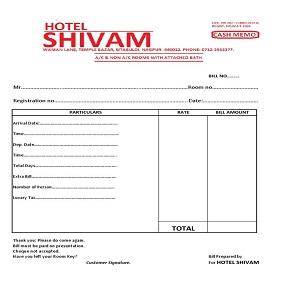 HOTEL
SHIVAM
CASH MEMO
WAMAN LANE, TEMPLE BAZAR, SITABULDI, NAGPUR -440012. PHONE: 0712-2552377.
A/C & NON A/C ROOMS WITH ATTACHED BATH
BILL NO.......
Mr........Room no........
Registration no........Date:........
PARTICULARS RATE BILL AMOUNT
Arrival Date:........
Time........
Dep. Date........
Time........
Total Days........
Extra Bill........
Number of Person........
Luxury Tax........
TOTAL
Thank you: Please do come again.
Bill must be paid on presentation.
Cheque not accepted.
Have you left your Room Key?
Customer Signature.
Bill Prepared by
For HOTEL SHIVAM